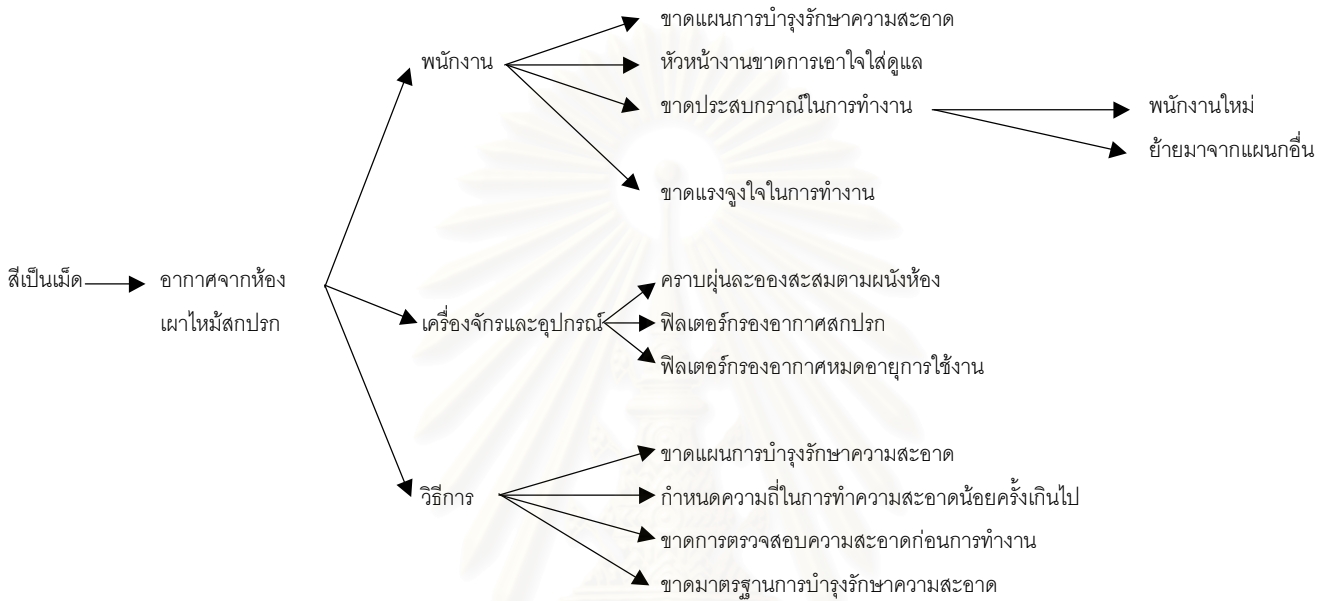 ขาดแผนการบำรุงรักษาความสะอาด
พนักงาน
หัวหน้างานขาดการเอาใจใส่ดูแล
ขาดประสบกราณ์ในการทำงาน
พนักงานใหม่
ย้ายมาจากแผนกอื่น
ขาดแรงจูงใจในการทำงาน
สีเป็นเม็ด
อากาศจากห้อง
เผาไหม้สกปรก
คราบผุ่นละอองสะสมตามผนังห้อง
เครื่องจักรและอุปกรณ์
ฟิลเตอร์กรองอากาศสกปรก
ฟิลเตอร์กรองอากาศหมดอายุการใช้งาน
ขาดแผนการบำรุงรักษาความสะอาด
วิธีการ
กำหนดความถี่ในการทำความสะอาดน้อยครั้งเกินไป
ขาดการตรวจสอบความสะอาดก่อนการทำงาน
ขาดมาตรฐานการบำรุงรักษาความสะอาด